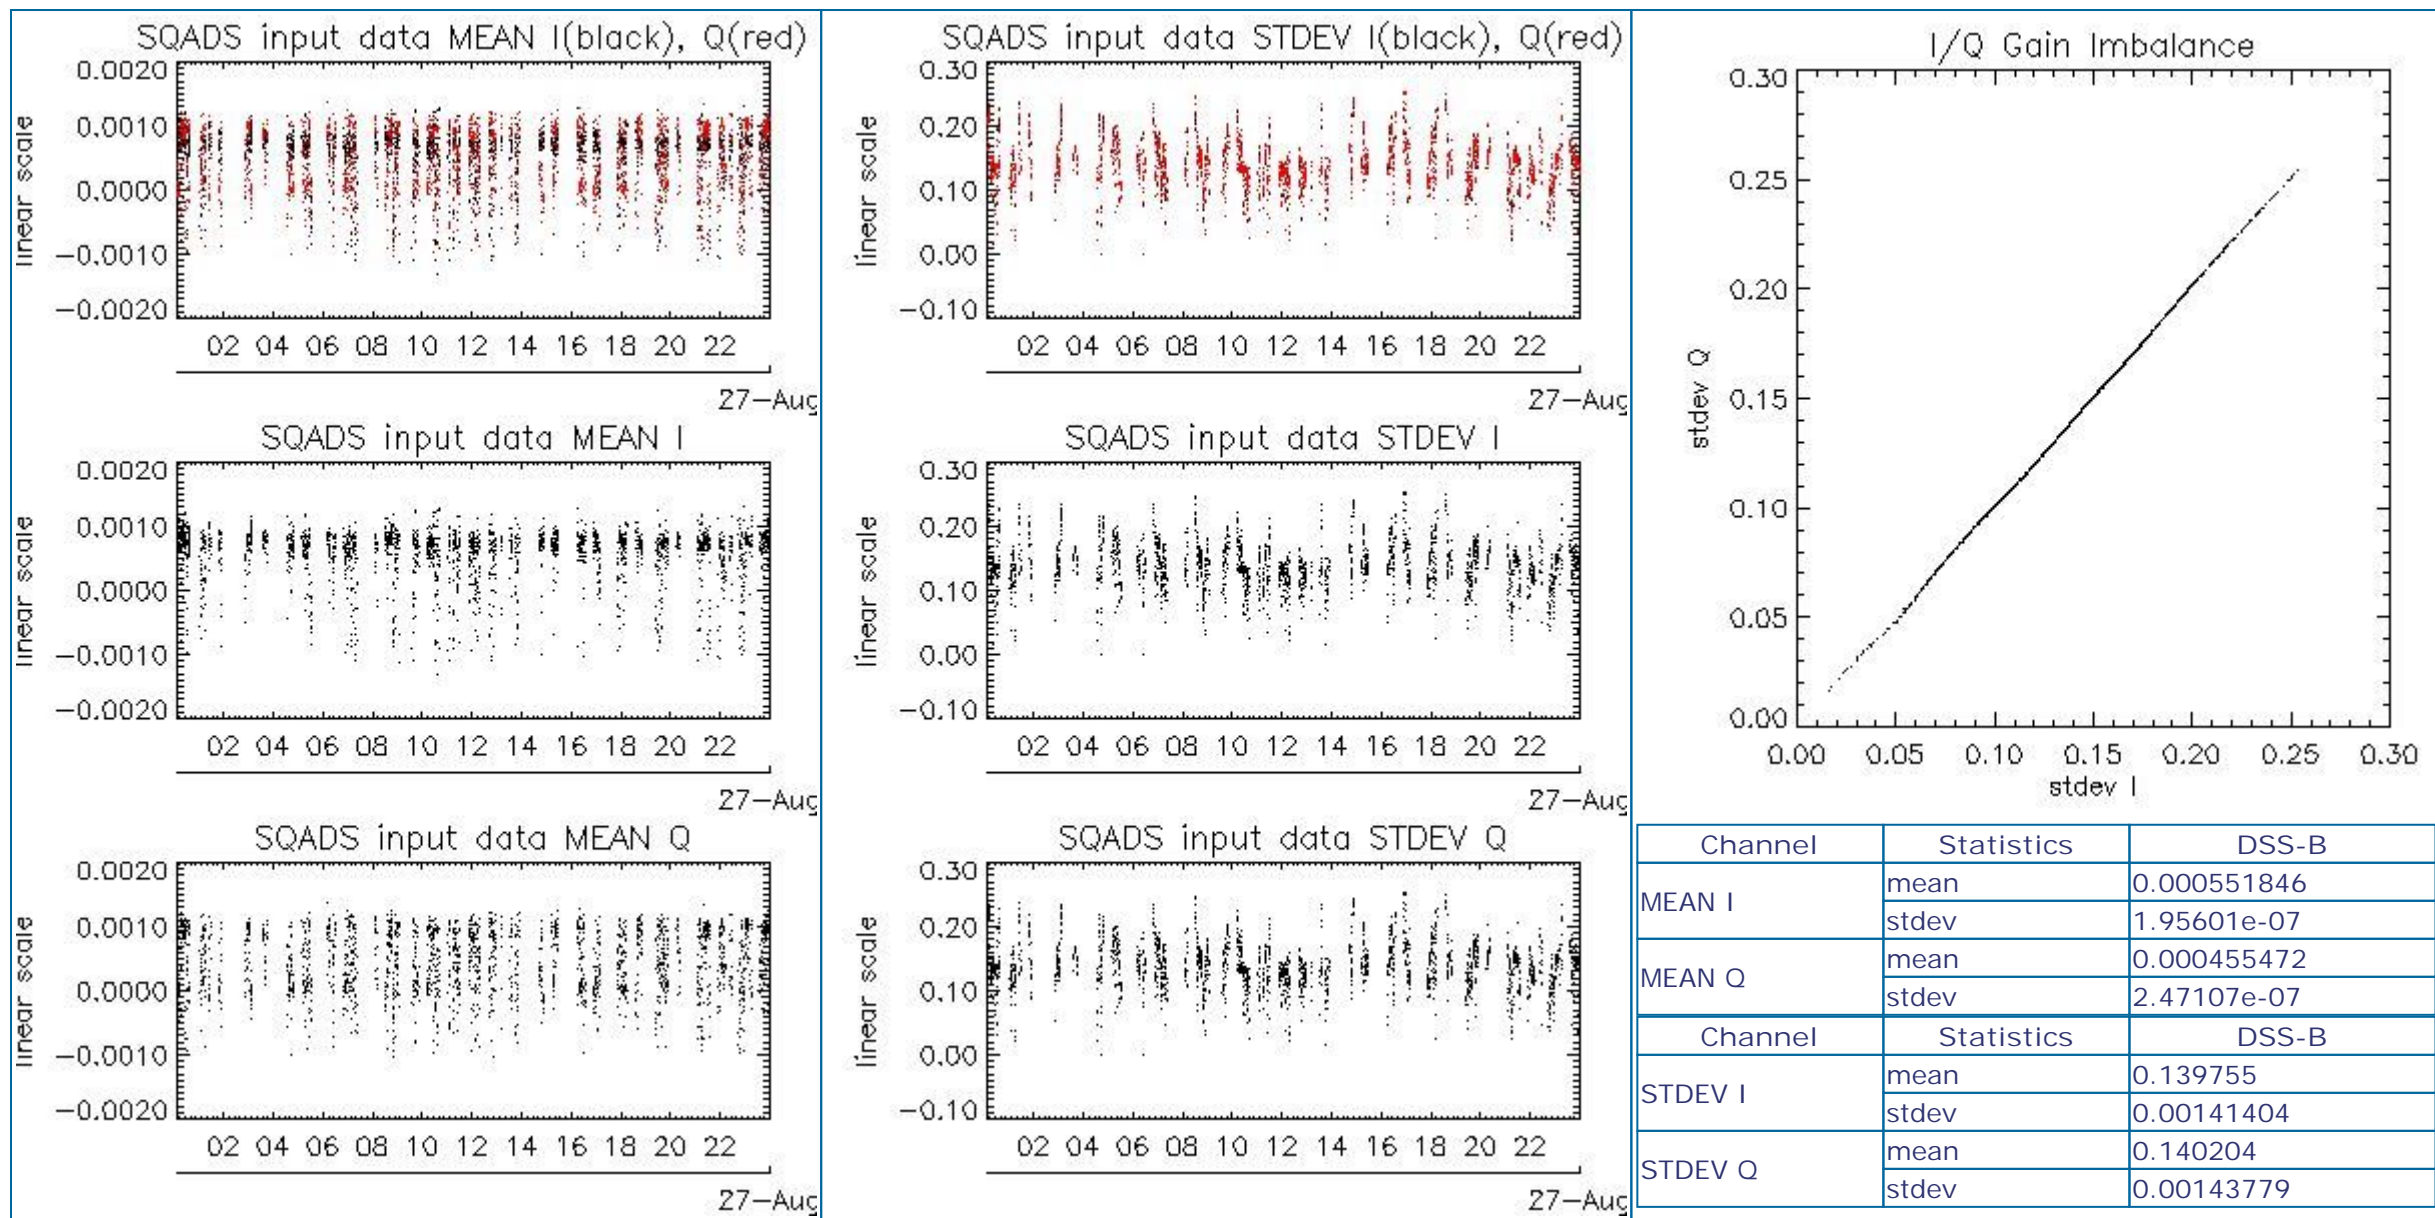 SQADS input data MEAN I(black), Q(red)
0.0020
0.0010
0.0000
−0.0010
−0.0020
linear scale
02 04 06 08 10 12 14 16 18 20 22
27−Aug
SQADS input data MEAN I
0.0020
0.0010
0.0000
−0.0010
−0.0020
linear scale
02 04 06 08 10 12 14 16 18 20 22
27−Aug
SQADS input data MEAN Q
0.0020
0.0010
0.0000
−0.0010
−0.0020
linear scale
02 04 06 08 10 12 14 16 18 20 22
27−Aug
SQADS input data STDEV I(black), Q(red)
0.30
0.20
0.10
0.00
−0.10
linear scale
02 04 06 08 10 12 14 16 18 20 22
27−Aug
SQADS input data STDEV I
0.30
0.20
0.10
0.00
−0.10
linear scale
02 04 06 08 10 12 14 16 18 20 22
27−Aug
SQADS input data STDEV Q
0.30
0.20
0.10
0.00
−0.10
linear scale
02 04 06 08 10 12 14 16 18 20 22
27−Aug
I/Q Gain Imbalance
0.30
0.25
0.20
0.15
0.10
0.05
0.00
stdev Q
0.00 0.05 0.10 0.15 0.20 0.25 0.30
stdev I
Channel Statistics DSS-B
MEAN I mean 0.000551846
stdev 1.95601e-07
MEAN Q mean 0.000455472
stdev 2.47107e-07
Channel Statistics DSS-B
STDEV I mean 0.139755
stdev 0.00141404
STDEV Q mean 0.140204
stdev 0.00143779